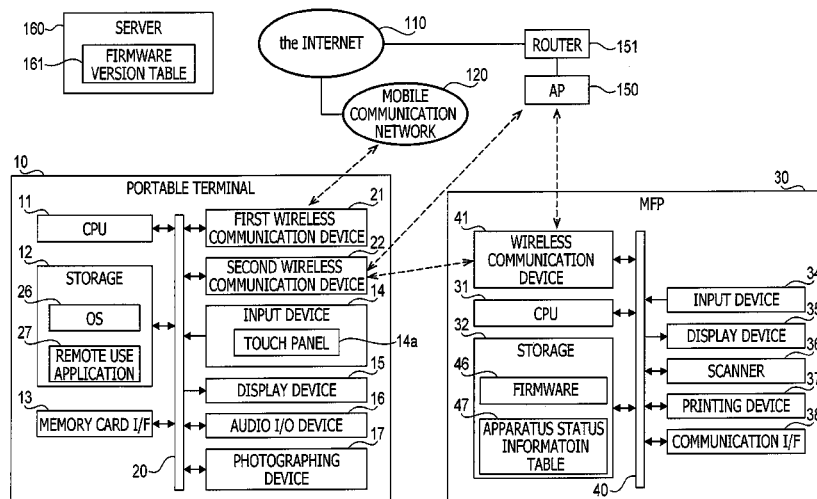 160
SERVER
161
FIRMWARE
VERSION TABLE
110
the INTERNET
120
MOBILE
COMMUNICATION
NETWORK
ROUTER
151
AP
150
10
PORTABLE TERMINAL
11
CPU
12
STORAGE
26
OS
27
REMOTE USE
APPLICATION
13
MEMORY CARD I/F
20
21
FIRST WIRELESS
COMMUNICATION DEVICE
22
SECOND WIRELESS
COMMUNICATION DEVICE
14
INPUT DEVICE
TOUCH PANEL
14a
15
DISPLAY DEVICE
16
AUDIO I/O DEVICE
17
PHOTOGRAPHING
DEVICE
30
MFP
41
WIRELESS
COMMUNICATION
DEVICE
31
CPU
32
STORAGE
46
FIRMWARE
47
APPARATUS STATUS
INFORMATOIN
TABLE
40
34
INPUT DEVICE
35
DISPLAY DEVICE
36
SCANNER
37
PRINTING DEVICE
38
COMMUNICATION I/F